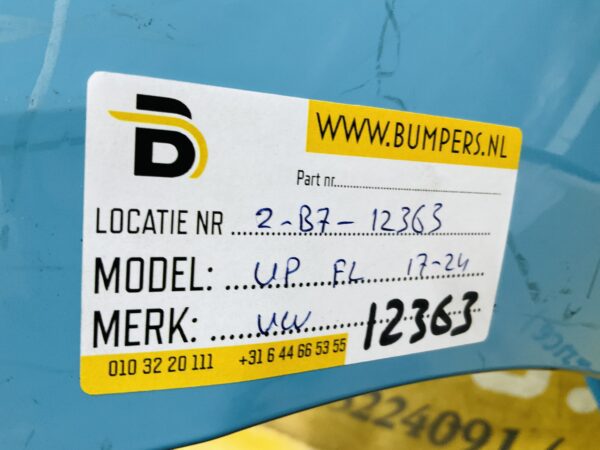 WWW.BUMPERS.NL
Part nr.
LOCATIE NR 2-B7-12363
MODEL: UP FL 17-24
MERK: VW 12363
010 32 20 111 +31 6 44 66 53 55
3224091